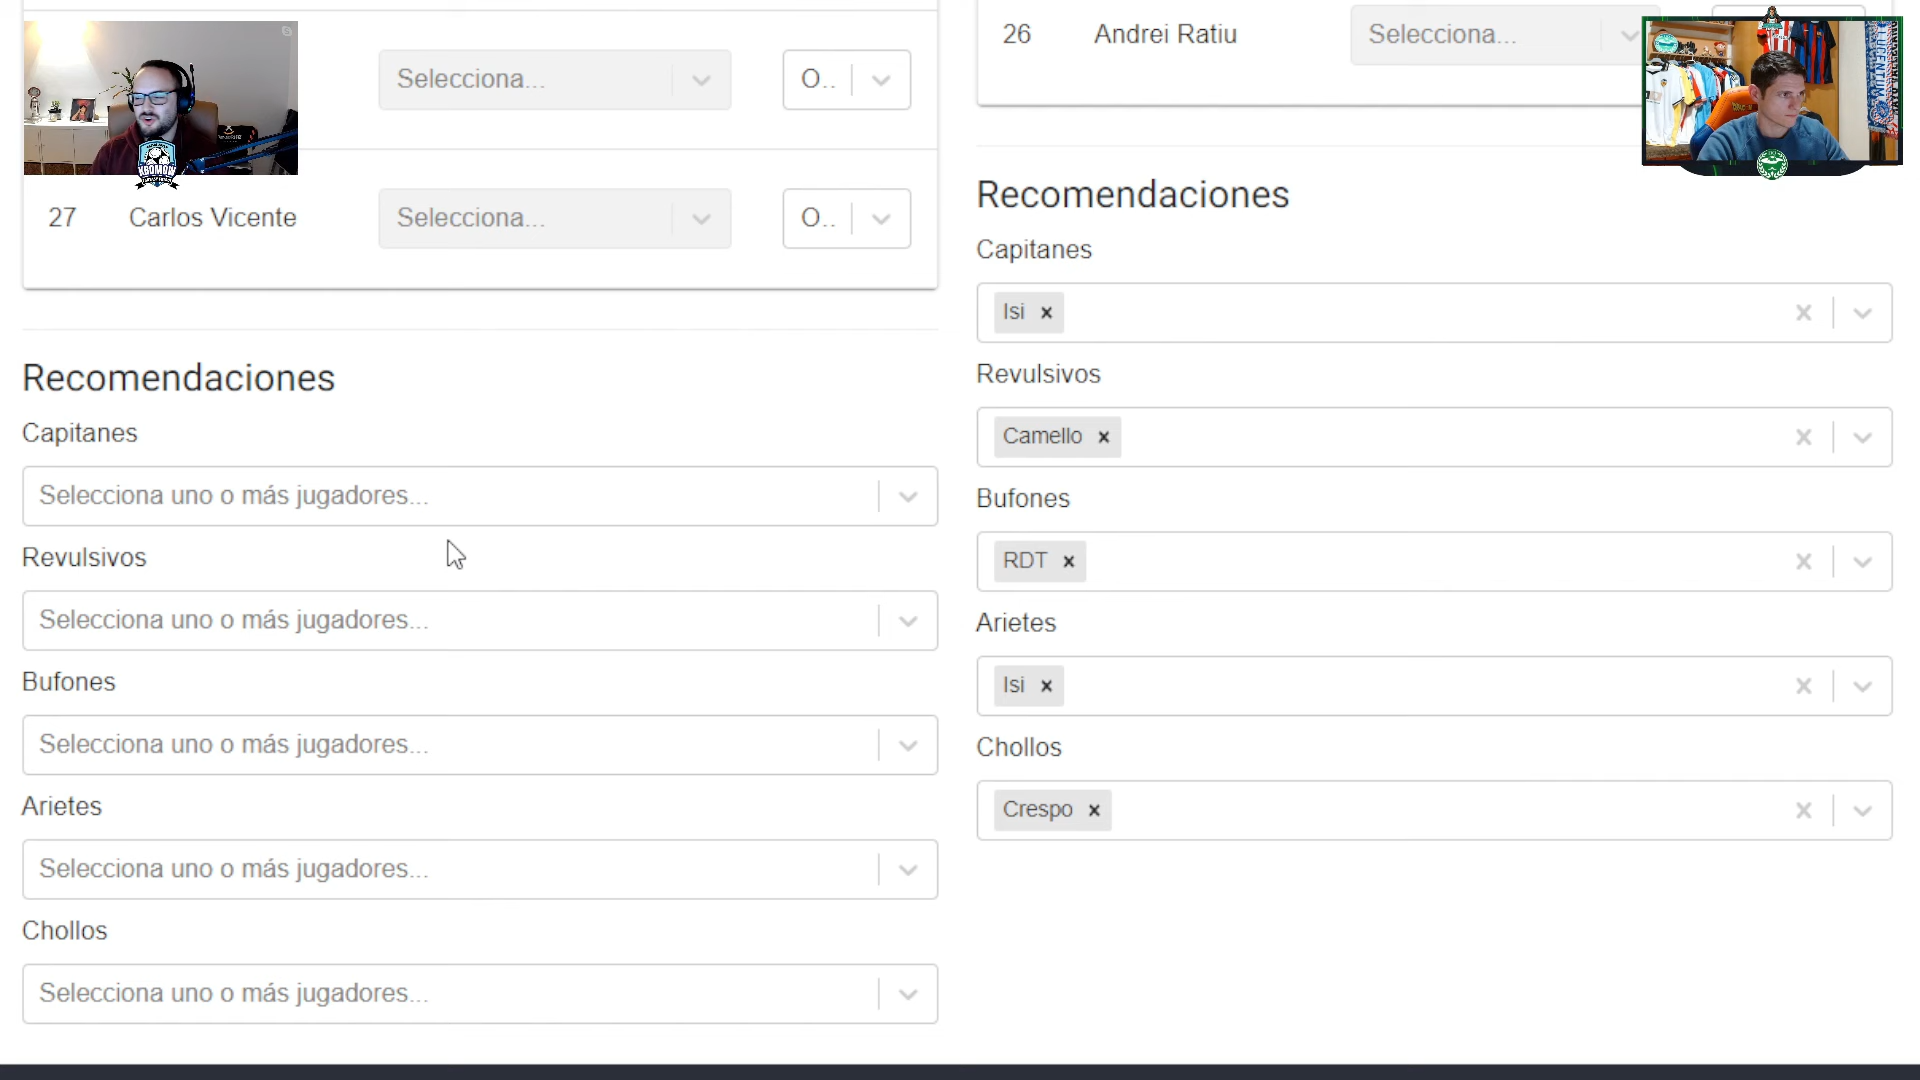 Selecciona...
O..
27
Carlos Vicente
Selecciona...
O..
Recomendaciones
Capitanes
Selecciona uno o más jugadores...
Revulsivos
Selecciona uno o más jugadores...
Bufones
Selecciona uno o más jugadores...
Arietes
Selecciona uno o más jugadores...
Chollos
Selecciona uno o más jugadores...
26
Andrei Ratiu
Selecciona...
Recomendaciones
Capitanes
Isi
Revulsivos
Camello
Bufones
RDT
Arietes
Isi
Chollos
Crespo